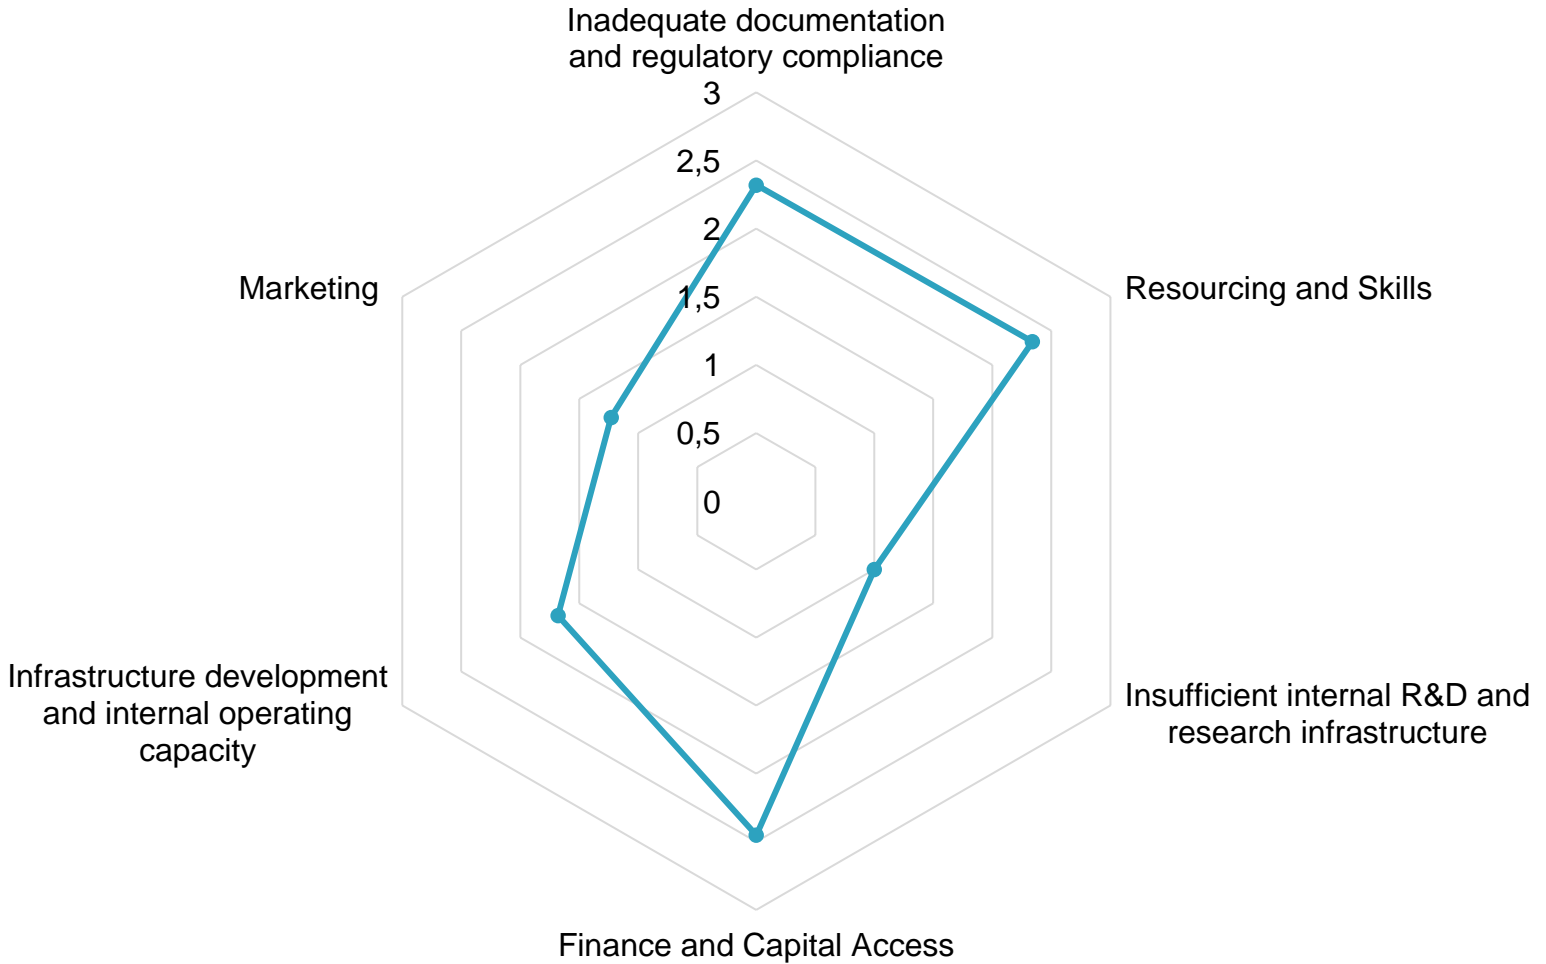 Inadequate documentation
and regulatory compliance
3
2,5
2
1,5
1
0,5
0
Resourcing and Skills
Insufficient internal R&D and
research infrastructure
Finance and Capital Access
Infrastructure development
and internal operating
capacity
Marketing